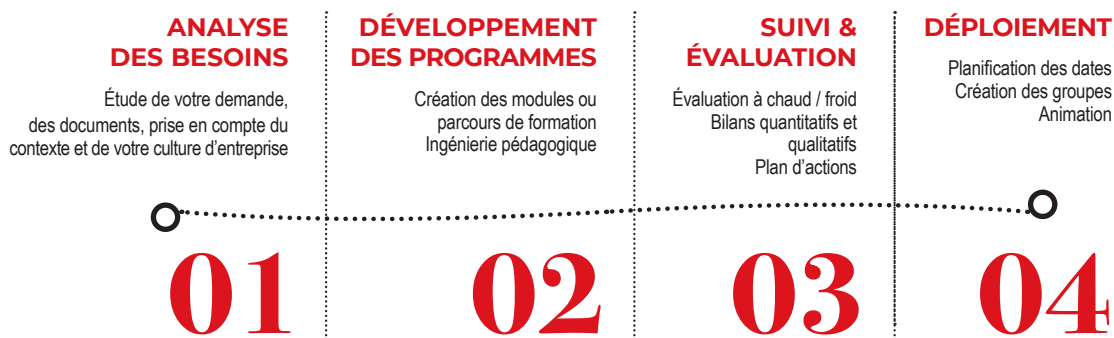 ANALYSE
DES BESOINS
Étude de votre demande,
des documents, prise en compte du
contexte et de votre culture d'entreprise
01
DÉVELOPPEMENT
DES PROGRAMMES
Création des modules ou
parcours de formation
Ingénierie pédagogique
02
SUIVI &
ÉVALUATION
Évaluation à chaud / froid
Bilans quantitatifs et
qualitatifs
Plan d'actions
03
DÉPLOIEMENT
Planification des dates
Création des groupes
Animation
04